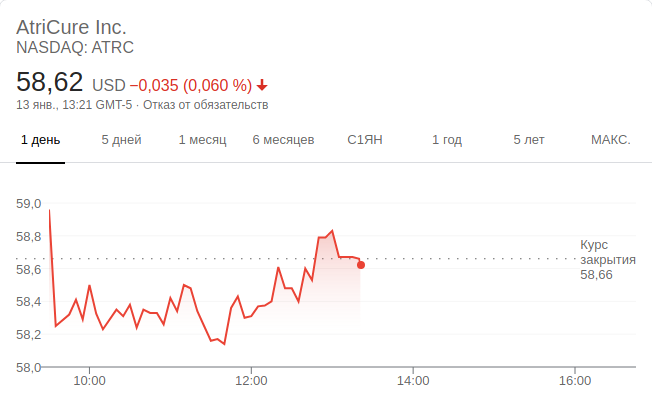 AtriCure Inc.
NASDAQ: ATRC
58,62 USD −0,035 (0,060 %)
13 янв., 13:21 GMT-5 · Отказ от обязательств
1 день 5 дней 1 месяц 6 месяцев С1ЯН 1 год 5 лет МАКС.
59,0
58,8
58,6
58,4
58,2
58,0
Курс
закрытия
58,66
10:00 12:00 14:00 16:00